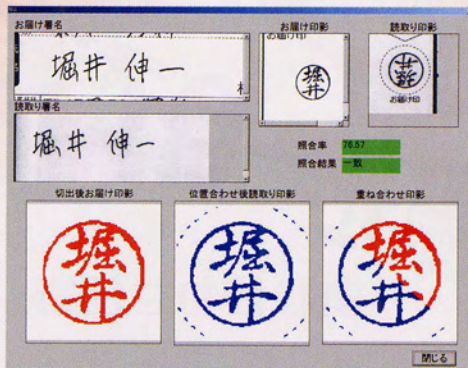 お届け署名
堀井 伸一
読取り署名
堀井 伸一
お届け印影
お届け印
堀井
読取り印影
堀井
お届け印
照合率 76.57
照合結果 一致
切出後お届け印影
堀井
位置合わせ後読取り印影
堀井
重ね合わせ印影
堀井
閉じる